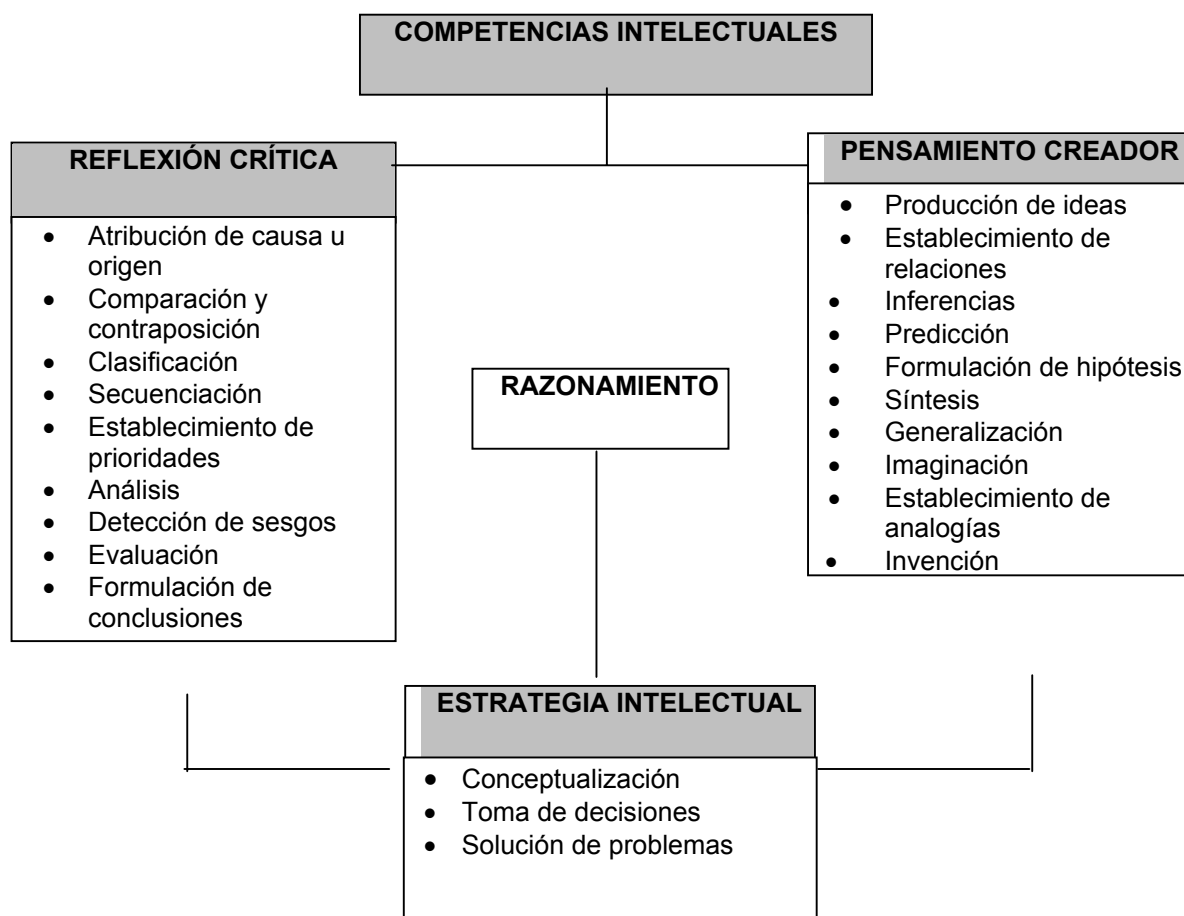 COMPETENCIAS INTELECTUALES
REFLEXIÓN CRÍTICA
• Atribución de causa u
origen
• Comparación y
contraposición
• Clasificación
• Secuenciación
• Establecimiento de
prioridades
• Análisis
• Detección de sesgos
• Evaluación
• Formulación de
conclusiones
PENSAMIENTO CREADOR
• Producción de ideas
• Establecimiento de
relaciones
• Inferencias
• Predicción
• Formulación de hipótesis
• Síntesis
• Generalización
• Imaginación
• Establecimiento de
analogías
• Invención
RAZONAMIENTO
ESTRATEGIA INTELECTUAL
• Conceptualización
• Toma de decisiones
• Solución de problemas